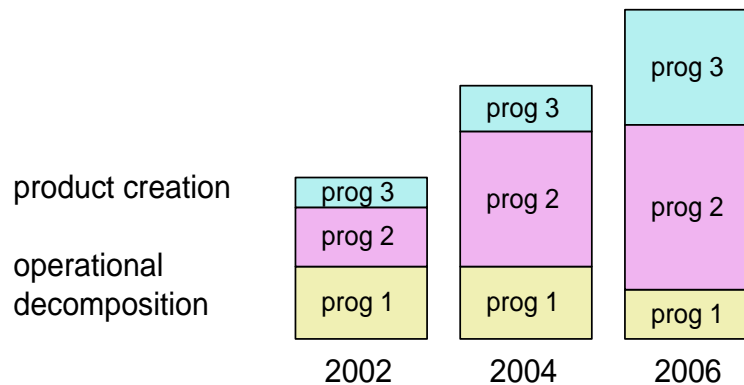 prog 3
prog 3
product creation
prog 3
prog 2
prog 2
prog 2
operational
decomposition
prog 1
prog 1
prog 1
2002
2004
2006